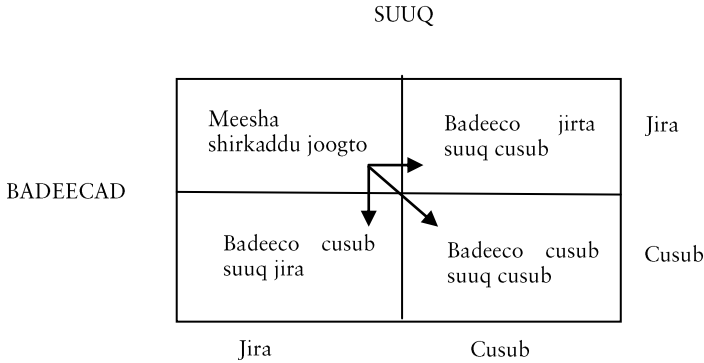 SUUQ
Meesha
shirkaddu joogto
Badeeco jirta
suuq cusub
Jira
BADEECAD
Badeeco cusub
suuq jira
Badeeco cusub
suuq cusub
Cusub
Jira
Cusub